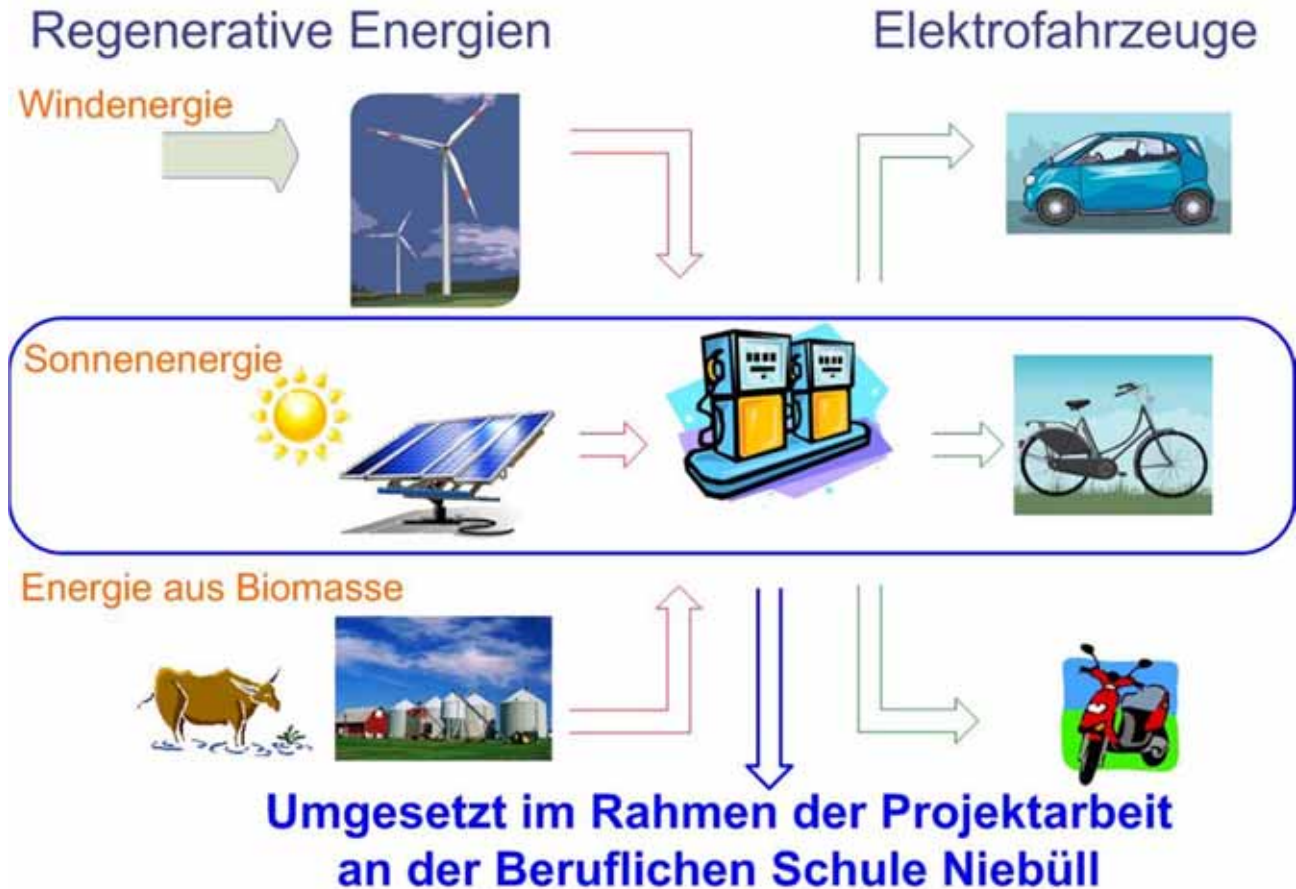 Regenerative Energien
Elektrofahrzeuge
Windenergie
Sonnenenergie
Energie aus Biomasse
Umgesetzt im Rahmen der Projektarbeit
an der Beruflichen Schule Niebüll